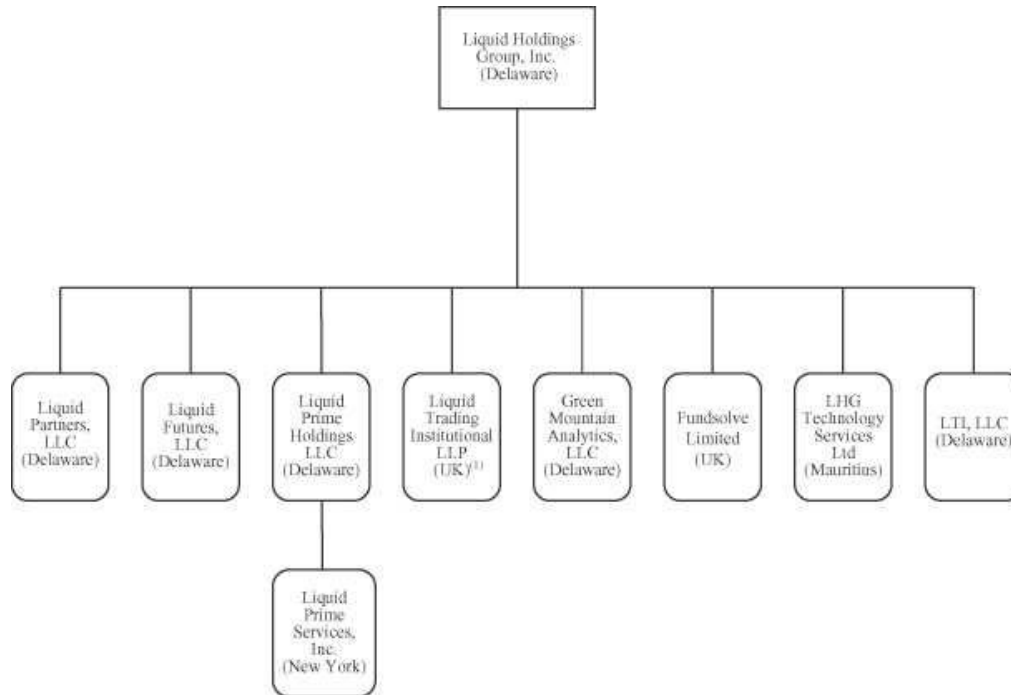 Liquid Holdings
Group, Inc.
(Delaware)
Liquid
Partners,
LLC
(Delaware)
Liquid
Futures,
LLC
(Delaware)
Liquid
Prime
Holdings
LLC
(Delaware)
Liquid
Trading
Institutional
LLP
(UK)⁽¹⁾
Green
Mountain
Analytics,
LLC
(Delaware)
Fundsolve
Limited
(UK)
LHG
Technology
Services
Ltd
(Mauritius)
LTI, LLC
(Delaware)
Liquid
Prime
Services,
Inc.
(New York)